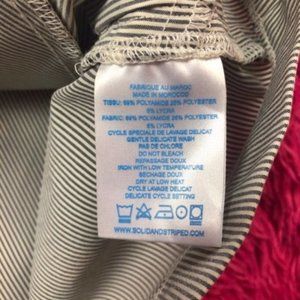 FABRIQUE AU MAROC
MADE IN MOROCCO
TISSU: 69% POLYAMIDE 25% POLYESTER
6% LYCRA
FABRIC: 69% POLYAMIDE 25% POLYESTER
6% LYCRA
CYCLE SPECIALE DE LAVAGE DELICAT
GENTLE DELICATE WASH
PAS DE CHLORE
DO NOT BLEACH
REPASSAGE DOUX
IRON WITH LOW TEMPERATURE
SECHAGE DOUX
DRY AT LOW HEAT
CYCLE LAVAGE DELICAT
DELICATE CYCLE SETTING
WWW.SOLIDANDSTRIPED.COM